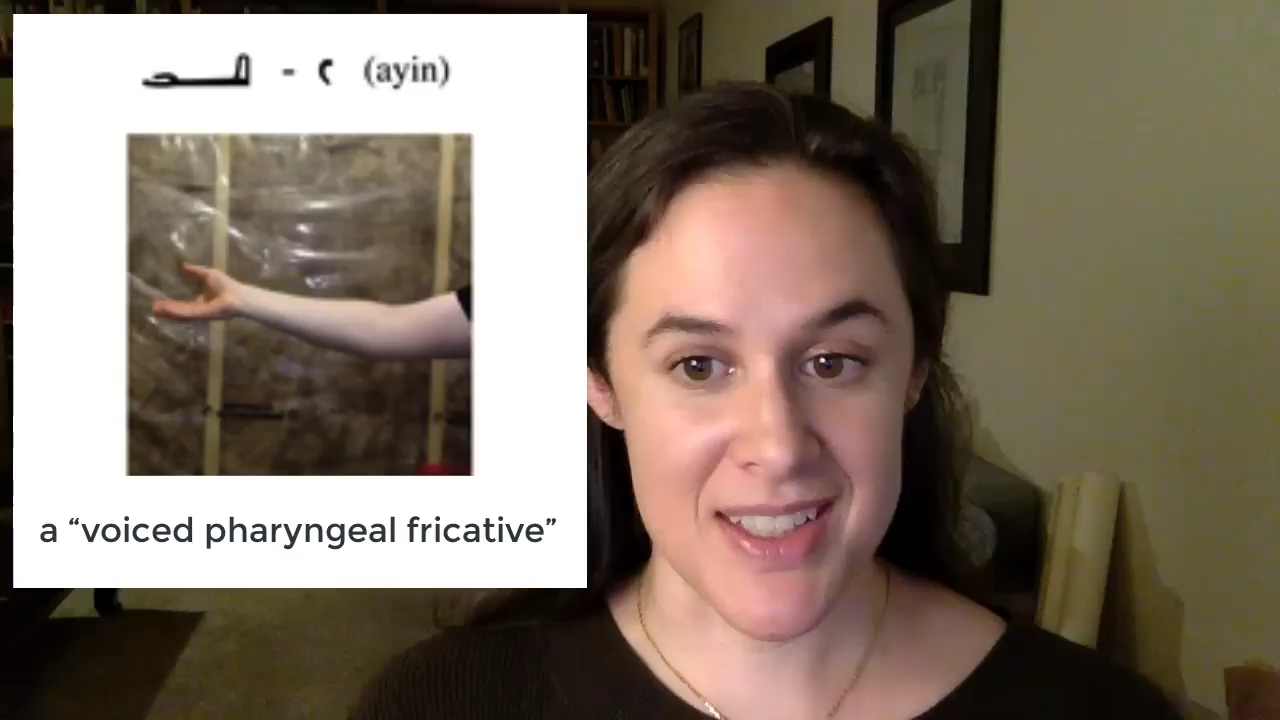 𓂝 - ꜥ (ayin)
a “voiced pharyngeal fricative”